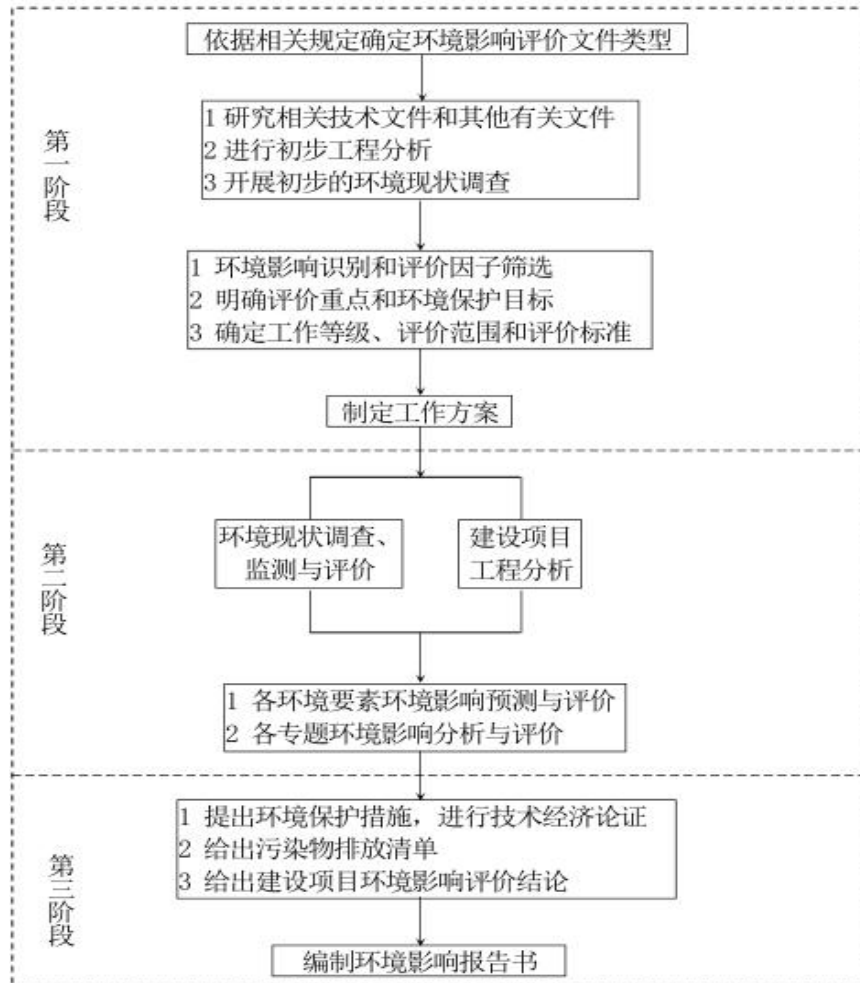 依据相关规定确定环境影响评价文件类型
第一阶段
1 研究相关技术文件和其他有关文件
2 进行初步工程分析
3 开展初步的环境现状调查
1 环境影响识别和评价因子筛选
2 明确评价重点和环境保护目标
3 确定工作等级、评价范围和评价标准
制定工作方案
第二阶段
环境现状调查、
监测与评价
建设项目
工程分析
1 各环境要素环境影响预测与评价
2 各专题环境影响分析与评价
第三阶段
1 提出环境保护措施，进行技术经济论证
2 给出污染物排放清单
3 给出建设项目环境影响评价结论
编制环境影响报告书